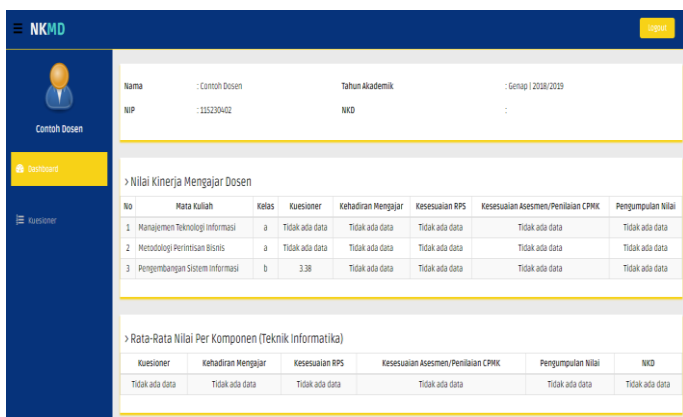 NKMD
Logout
Contoh Dosen
Dashboard
Kuesioner
Nama : Contoh Dosen Tahun Akademik : Genap | 2018/2019
NIP : 115230402 NKD :
> Nilai Kinerja Mengajar Dosen
No Mata Kuliah Kelas Kuesioner Kehadiran Mengajar Kesesuaian RPS Kesesuaian Asesmen/Penilaian CPMK Pengumpulan Nilai
1 Manajemen Teknologi Informasi a Tidak ada data Tidak ada data Tidak ada data Tidak ada data Tidak ada data
2 Metodologi Perintisan Bisnis a Tidak ada data Tidak ada data Tidak ada data Tidak ada data Tidak ada data
3 Pengembangan Sistem Informasi b 3.38 Tidak ada data Tidak ada data Tidak ada data Tidak ada data
> Rata-Rata Nilai Per Komponen (Teknik Informatika)
Kuesioner Kehadiran Mengajar Kesesuaian RPS Kesesuaian Asesmen/Penilaian CPMK Pengumpulan Nilai NKD
Tidak ada data Tidak ada data Tidak ada data Tidak ada data Tidak ada data Tidak ada data